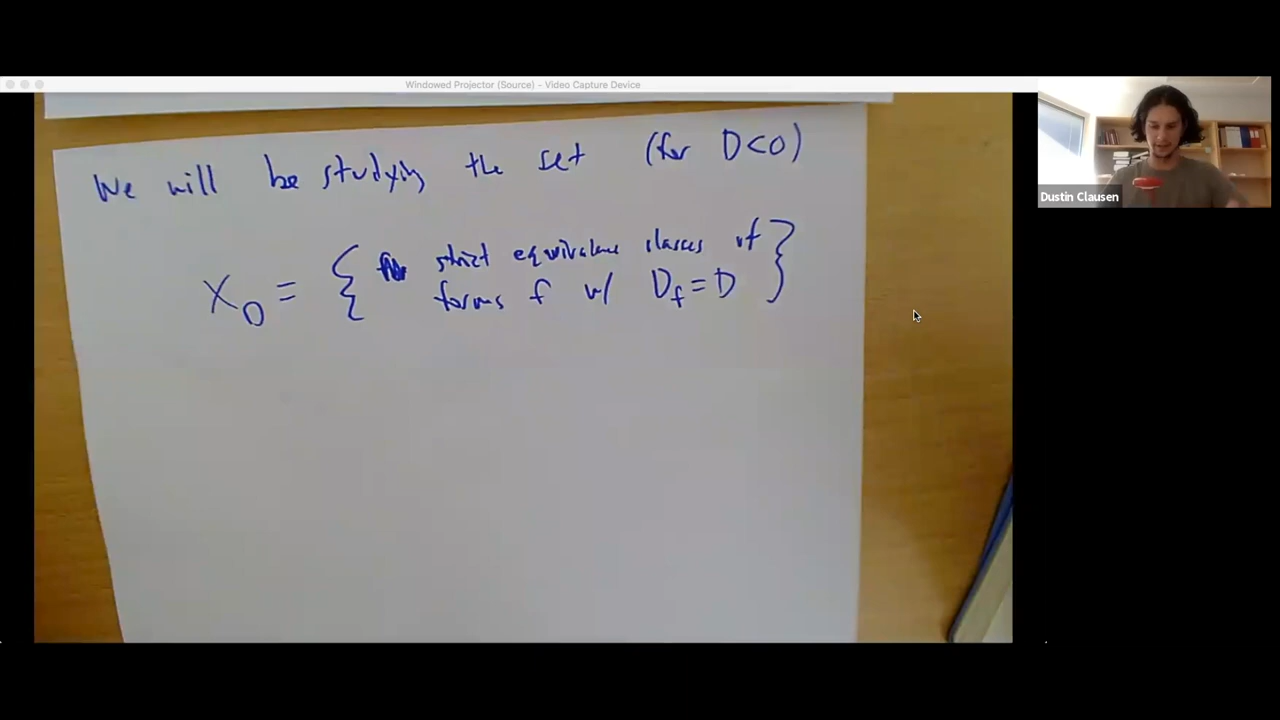 Windowed Projector (Source) - Video Capture Device
We will be studying the set (for D<0)
X_D = { strict equivalence classes of
forms f w/ D_f = D }
Dustin Clausen